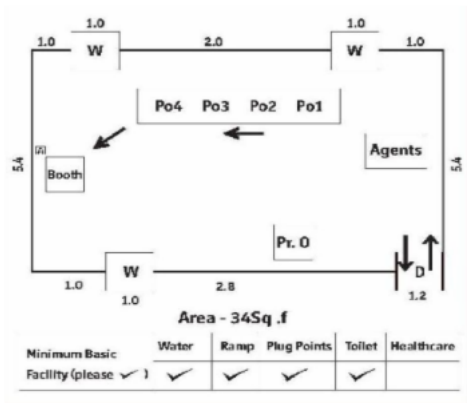 1.0 1.0
1.0 W 2.0 W 1.0
Po4 Po3 Po2 Po1
5.4 Agents 5.4
Booth
Pr. O
W D
1.0 2.8
1.0 1.2
Area - 34Sq .f
Minimum Basic Water Ramp Plug Points Toilet Healthcare
Facility (please ✓ ) ✓ ✓ ✓ ✓